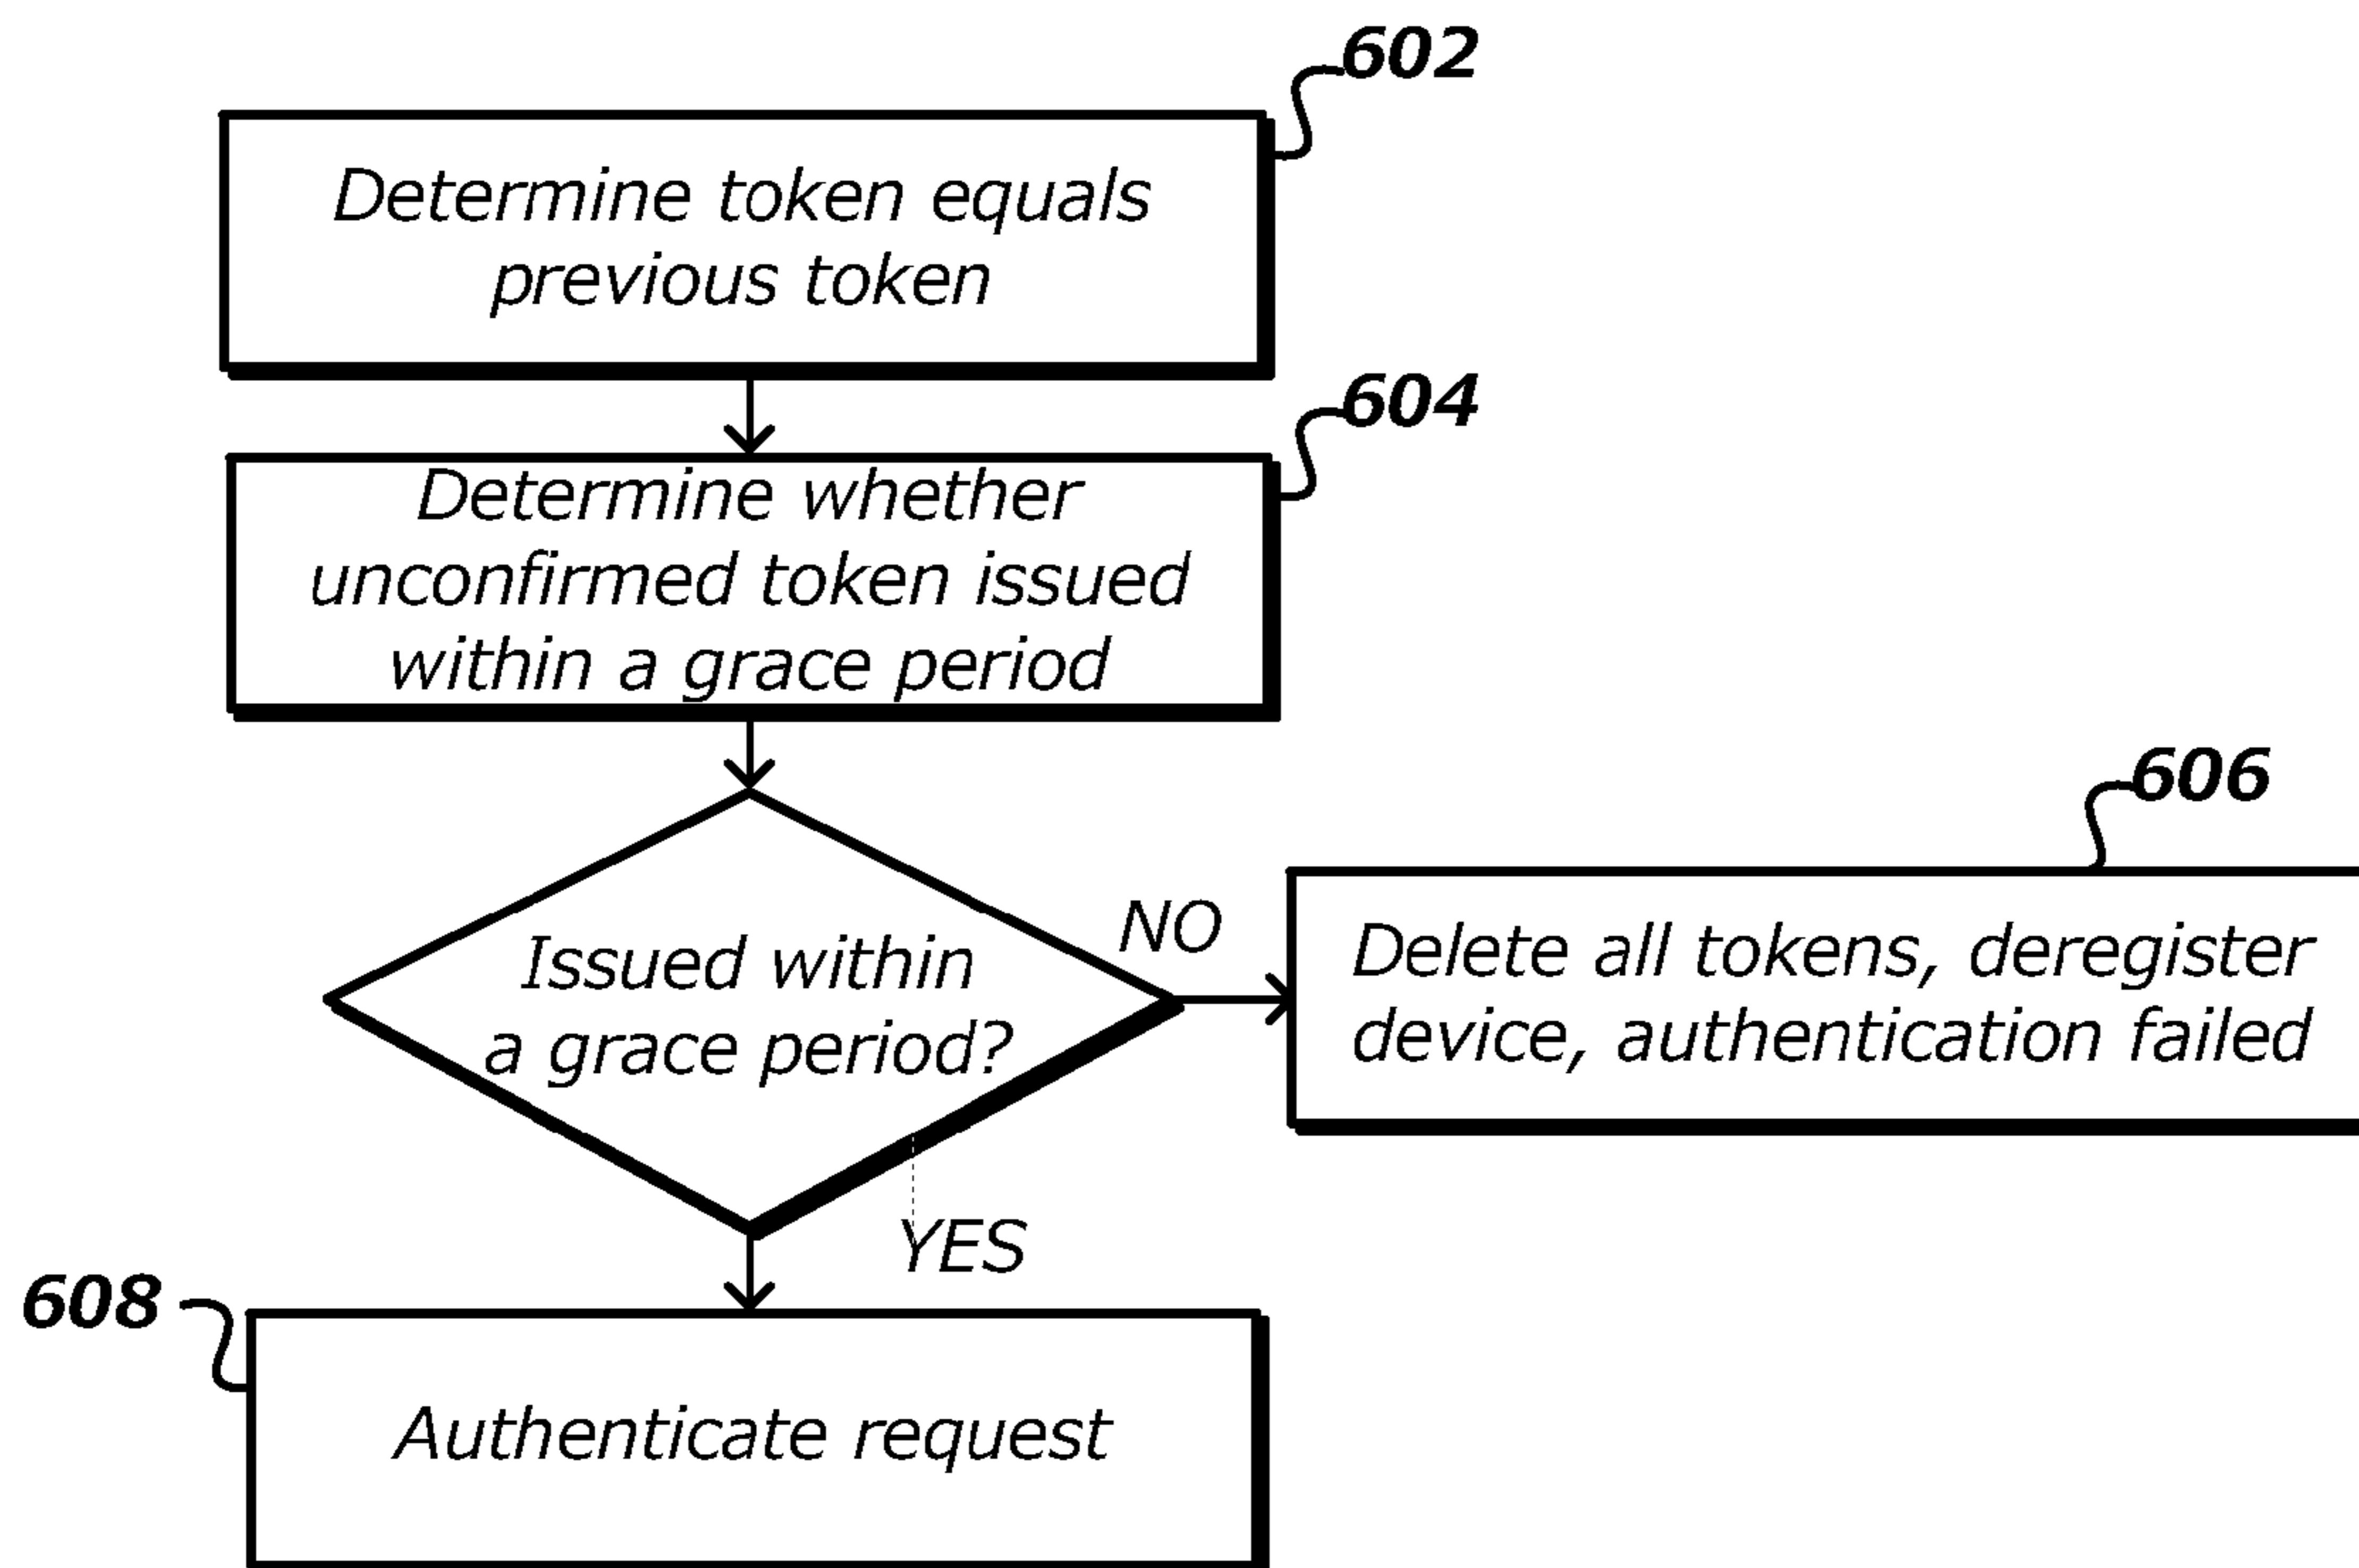 602
Determine token equals
previous token
604
Determine whether
unconfirmed token issued
within a grace period
606
NO
Issued within
a grace period?
Delete all tokens, deregister
device, authentication failed
YES
608
Authenticate request